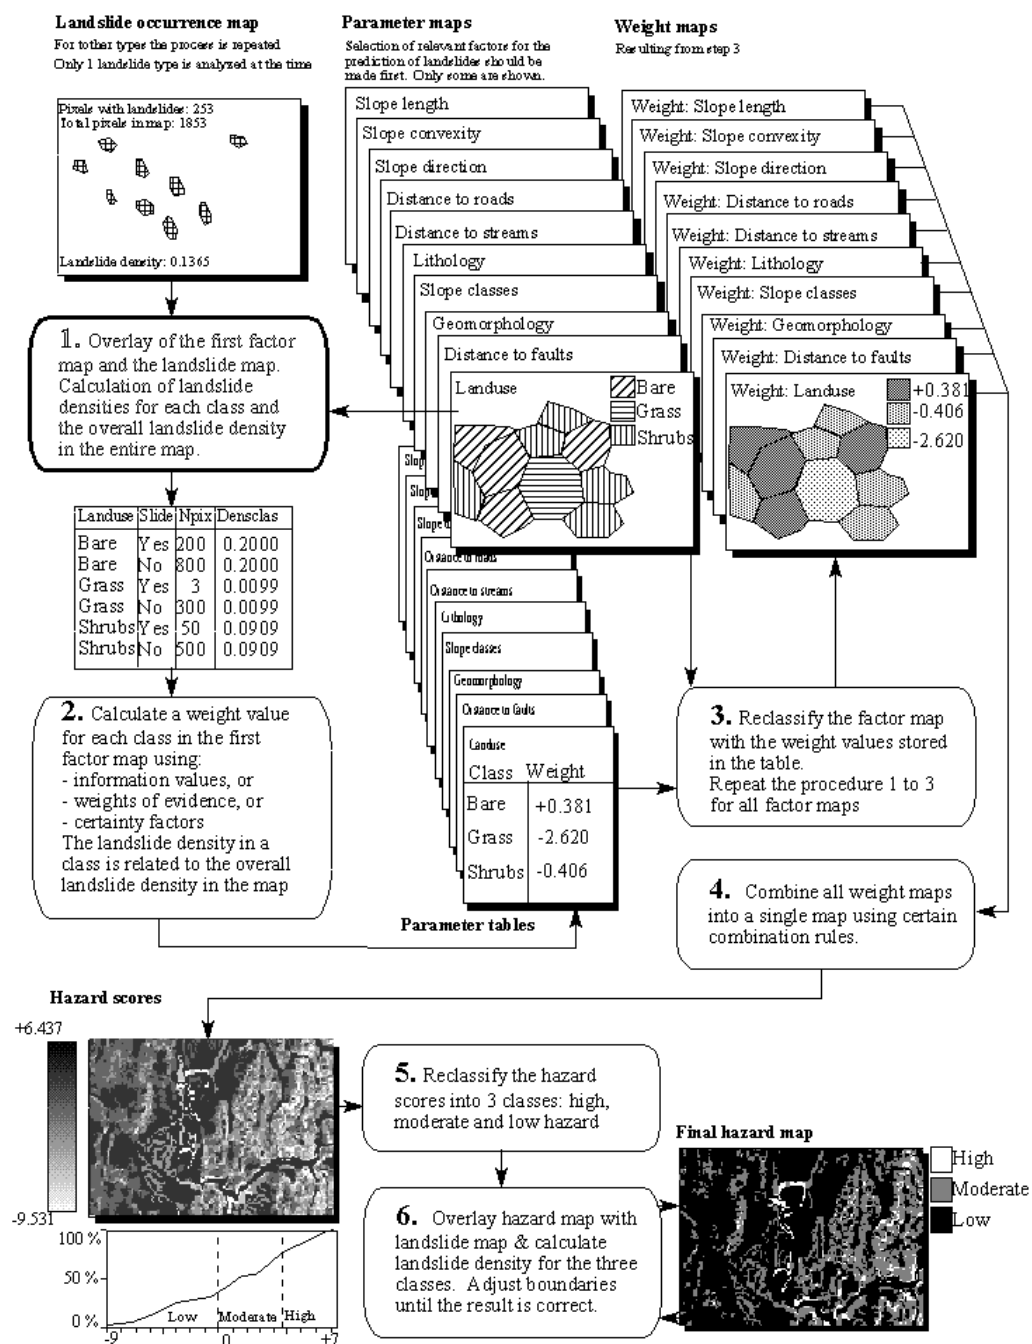 Landslide occurrence map
For tother types the process is repeated
Only 1 landslide type is analyzed at the time
Pixels with landslides: 253
Total pixels in map: 1853
Landslide density: 0.1365
Parameter maps
Selection of relevant factors for the
prediction of landslides should be
made first. Only some are shown.
Slope length
Slope convexity
Slope direction
Distance to roads
Distance to streams
Lithology
Slope classes
Geomorphology
Distance to faults
Landuse
Bare
Grass
Shrubs
Weight maps
Resulting from step 3
Weight: Slope length
Weight: Slope convexity
Weight: Slope direction
Weight: Distance to roads
Weight: Distance to streams
Weight: Lithology
Weight: Slope classes
Weight: Geomorphology
Weight: Distance to faults
Weight: Landuse
+0.381
-0.406
-2.620
1. Overlay of the first factor
map and the landslide map.
Calculation of landslide
densities for each class and
the overall landslide density
in the entire map.
Landuse Slide Npix Densclas
Bare Yes 200 0.2000
Bare No 800 0.2000
Grass Yes 3 0.0099
Grass No 300 0.0099
Shrubs Yes 50 0.0909
Shrubs No 500 0.0909
2. Calculate a weight value
for each class in the first
factor map using:
- information values, or
- weights of evidence, or
- certainty factors
The landslide density in a
class is related to the overall
landslide density in the map
Slop
Slop
Slope d
Distance to roads
Distance to streams
Lithology
Slope classes
Geomorphology
Distance to faults
Landuse
Class Weight
Bare +0.381
Grass -2.620
Shrubs -0.406
Parameter tables
3. Reclassify the factor map
with the weight values stored
in the table.
Repeat the procedure 1 to 3
for all factor maps
4. Combine all weight maps
into a single map using certain
combination rules.
Hazard scores
+6.437
-9.531
100 %
50 %
0 %
Low Moderate High
-9 0 +7
5. Reclassify the hazard
scores into 3 classes: high,
moderate and low hazard
6. Overlay hazard map with
landslide map & calculate
landslide density for the three
classes. Adjust boundaries
until the result is correct.
Final hazard map
High
Moderate
Low